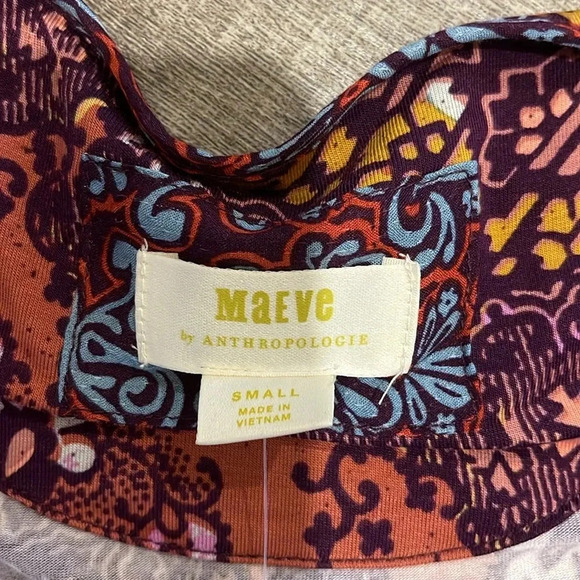 MaEVe
by ANTHROPOLOGIE
SMALL
MADE IN
VIETNAM